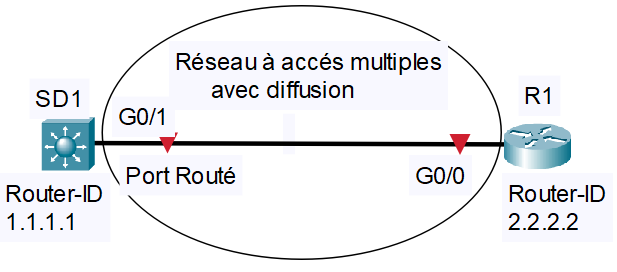 Réseau à accés multiples
avec diffusion
SD1
R1
G0/1
Port Routé
G0/0
Router-ID
1.1.1.1
Router-ID
2.2.2.2